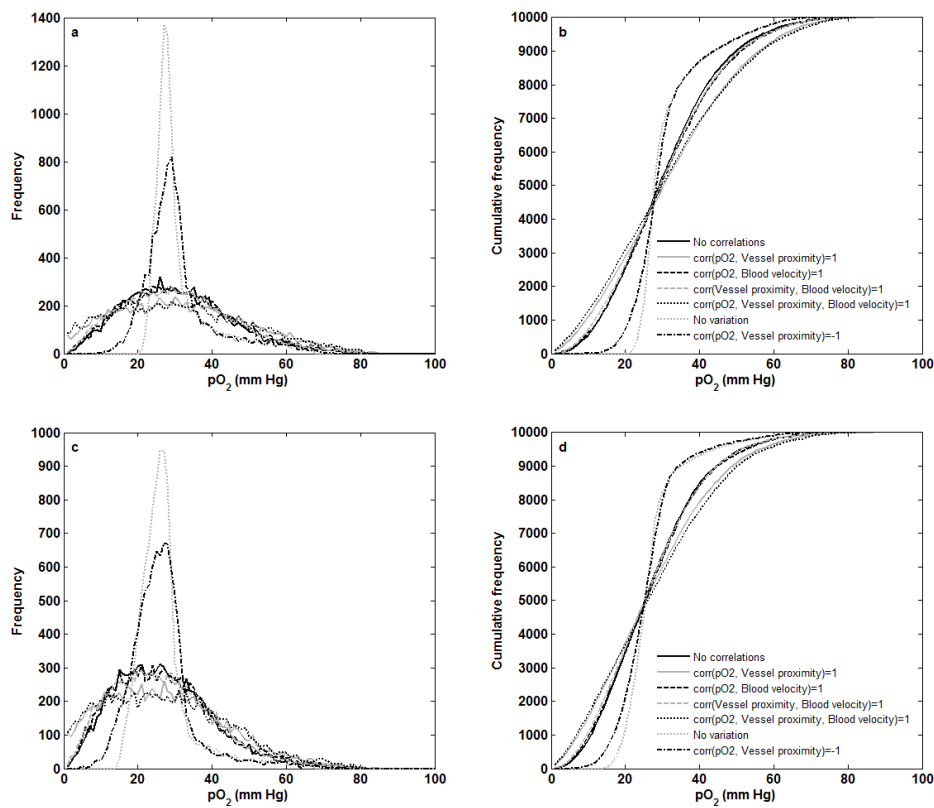 a
1400
1200
1000
800
600
400
200
0
Frequency
0 20 40 60 80 100
pO2 (mm Hg)
b
10000
9000
8000
7000
6000
5000
4000
3000
2000
1000
0
Cumulative frequency
No correlations
corr(pO2, Vessel proximity)=1
corr(pO2, Blood velocity)=1
corr(Vessel proximity, Blood velocity)=1
corr(pO2, Vessel proximity, Blood velocity)=1
No variation
corr(pO2, Vessel proximity)=-1
0 20 40 60 80 100
pO2 (mm Hg)
c
1000
900
800
700
600
500
400
300
200
100
0
Frequency
0 20 40 60 80 100
pO2 (mm Hg)
d
10000
9000
8000
7000
6000
5000
4000
3000
2000
1000
0
Cumulative frequency
No correlations
corr(pO2, Vessel proximity)=1
corr(pO2, Blood velocity)=1
corr(Vessel proximity, Blood velocity)=1
corr(pO2, Vessel proximity, Blood velocity)=1
No variation
corr(pO2, Vessel proximity)=-1
0 20 40 60 80 100
pO2 (mm Hg)